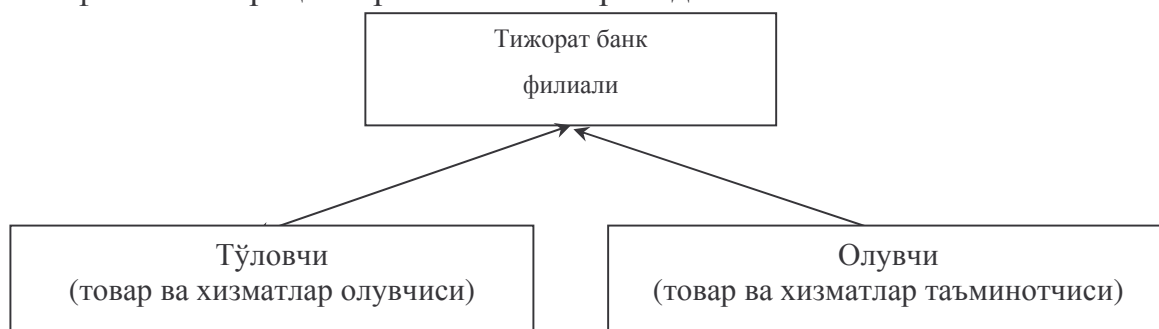 Тижорат банк
филиали
Тўловчи
(товар ва хизматлар олувчиси)
Олувчи
(товар ва хизматлар таъминотчиси)